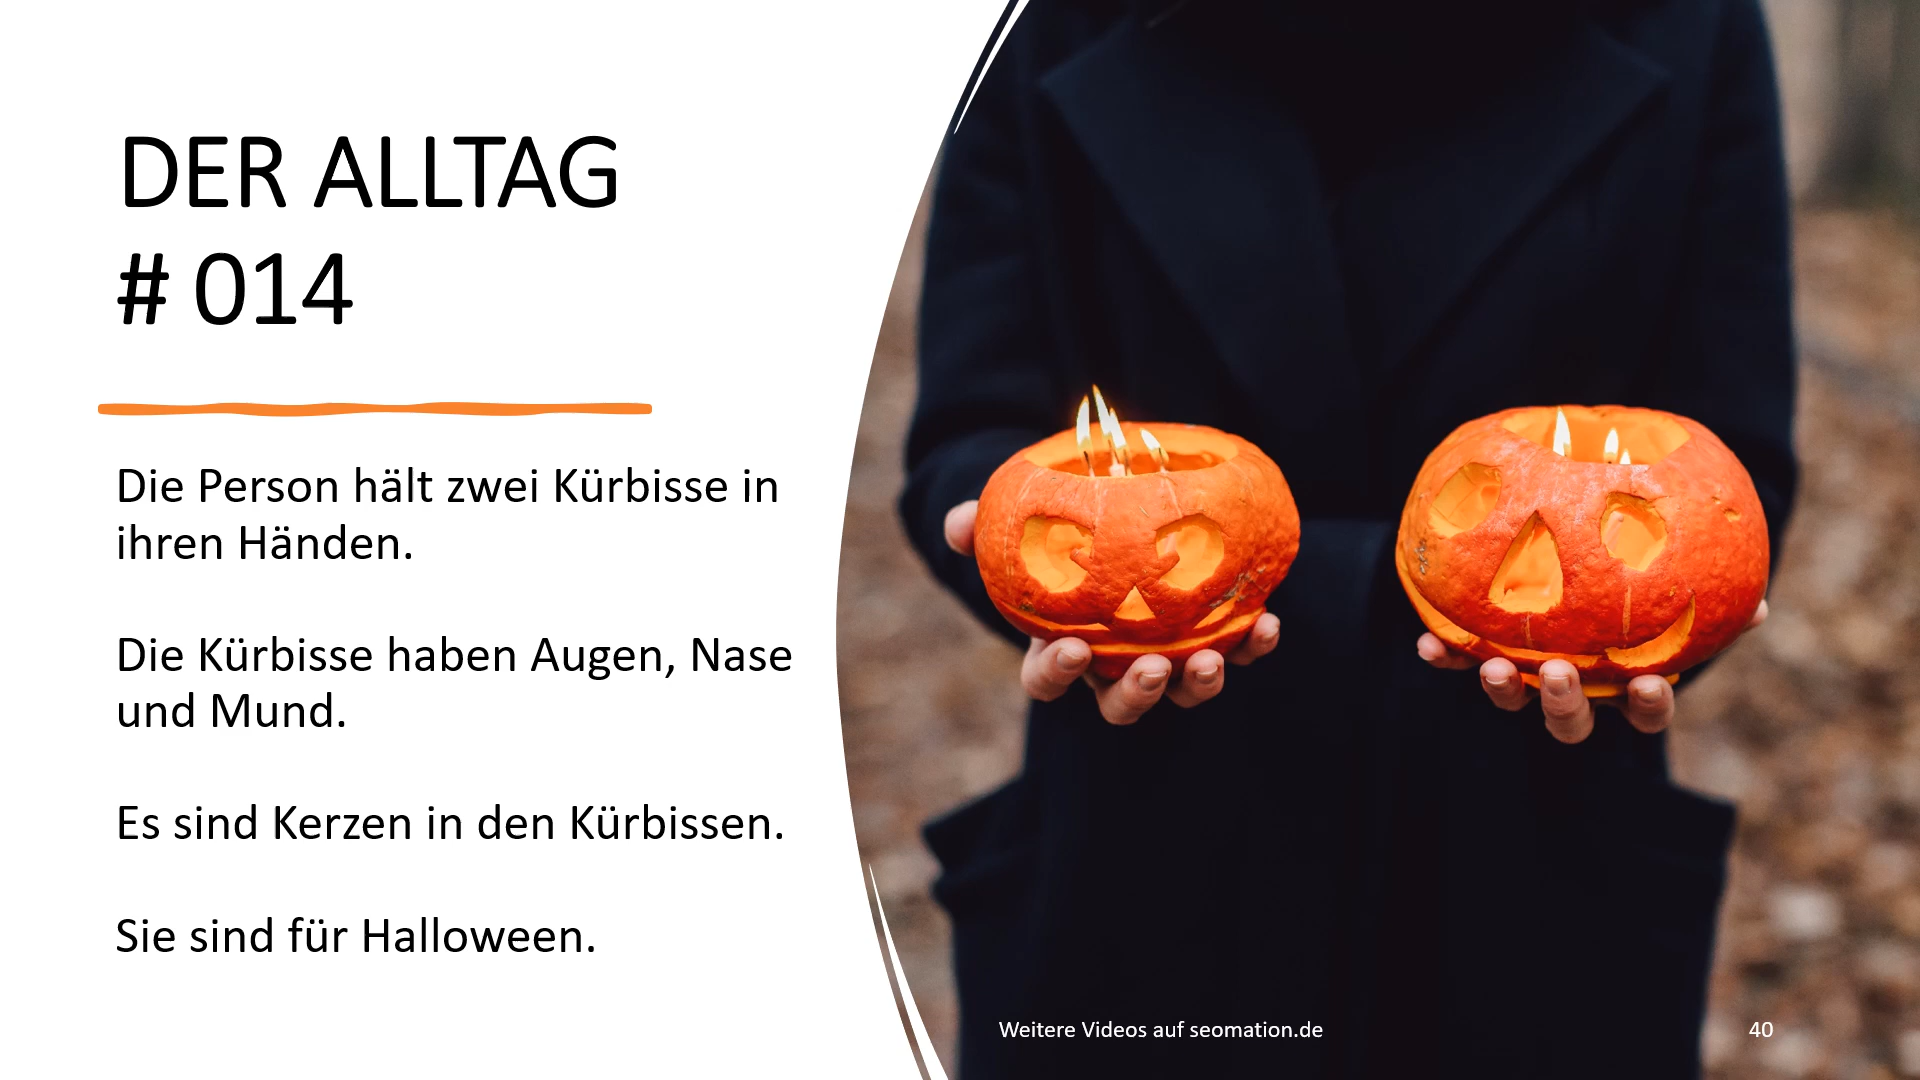 DER ALLTAG
# 014
Die Person hält zwei Kürbisse in
ihren Händen.
Die Kürbisse haben Augen, Nase
und Mund.
Es sind Kerzen in den Kürbissen.
Sie sind für Halloween.
Weitere Videos auf seomation.de
40